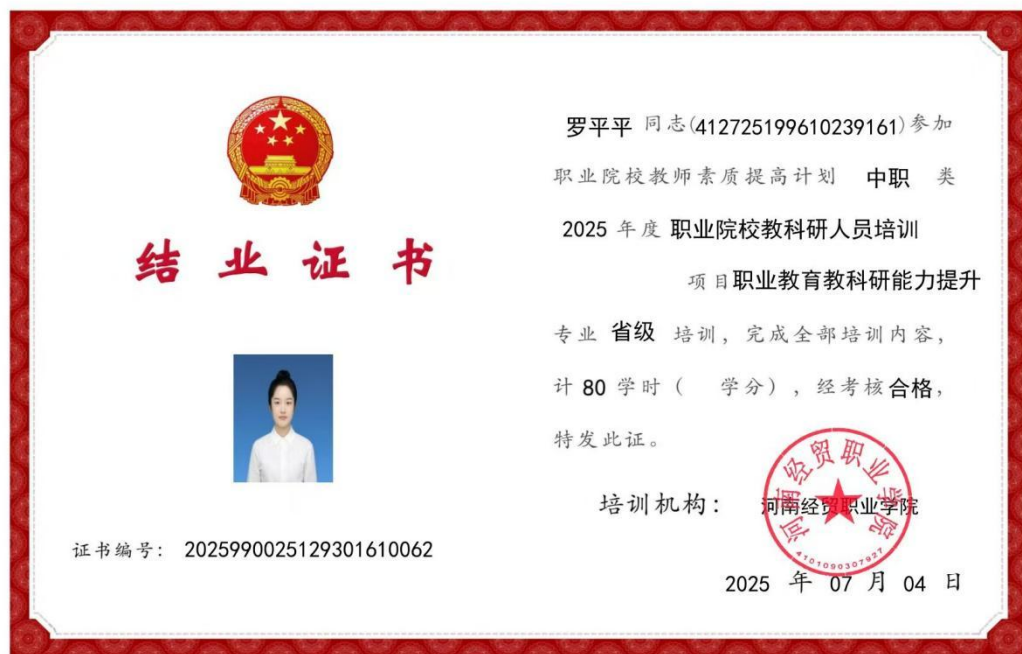 结业证书
证书编号: 2025990025129301610062
罗平平 同志(412725199610239161)参加
职业院校教师素质提高计划 中职 类
2025 年度 职业院校教科研人员培训
项目职业教育教科研能力提升
专业 省级 培训，完成全部培训内容，
计 80 学时（ 学分），经考核合格，
特发此证。
培训机构： 河南经贸职业学院
河南经贸职业学院
4101090307927
2025 年 07 月 04 日